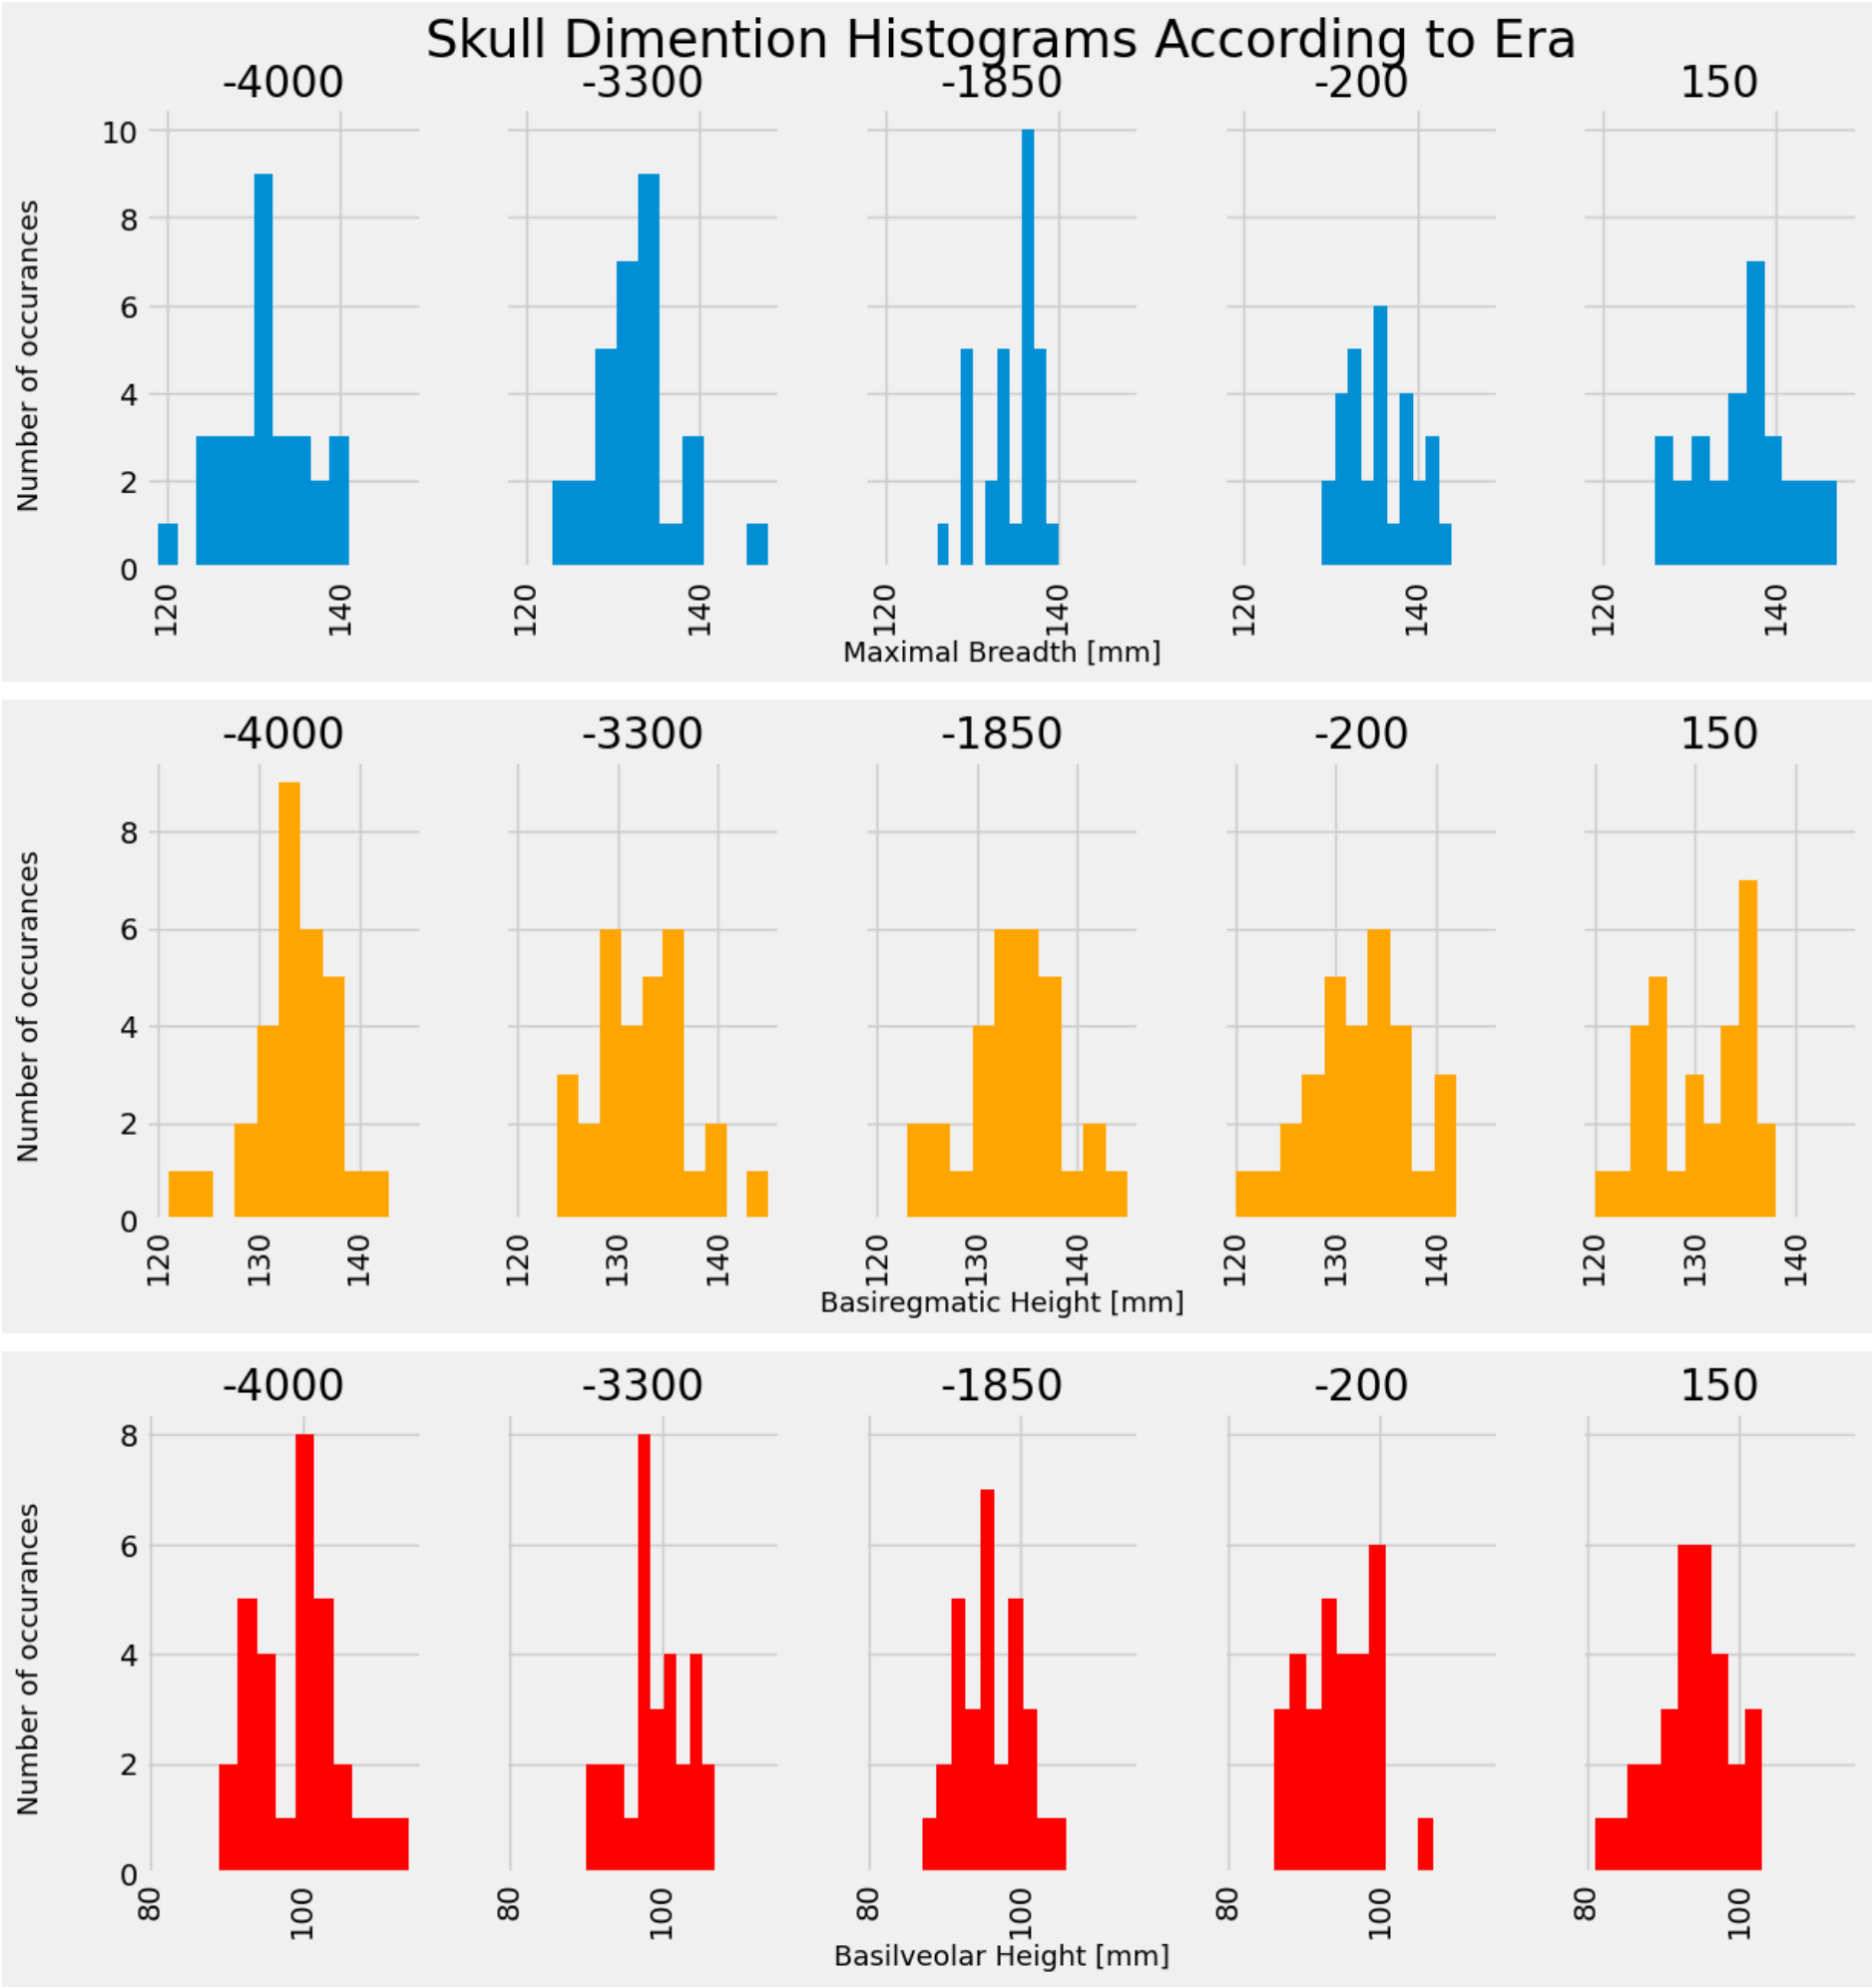 Skull Dimention Histograms According to Era
-4000 -3300 -1850 -200 150
Number of occurances
10
8
6
4
2
0
120 140 120 140 120 140 120 140 120 140
Maximal Breadth [mm]
-4000 -3300 -1850 -200 150
Number of occurances
8
6
4
2
0
120 130 140 120 130 140 120 130 140 120 130 140 120 130 140
Basiregmatic Height [mm]
-4000 -3300 -1850 -200 150
Number of occurances
8
6
4
2
0
80 100 80 100 80 100 80 100 80 100
Basilveolar Height [mm]